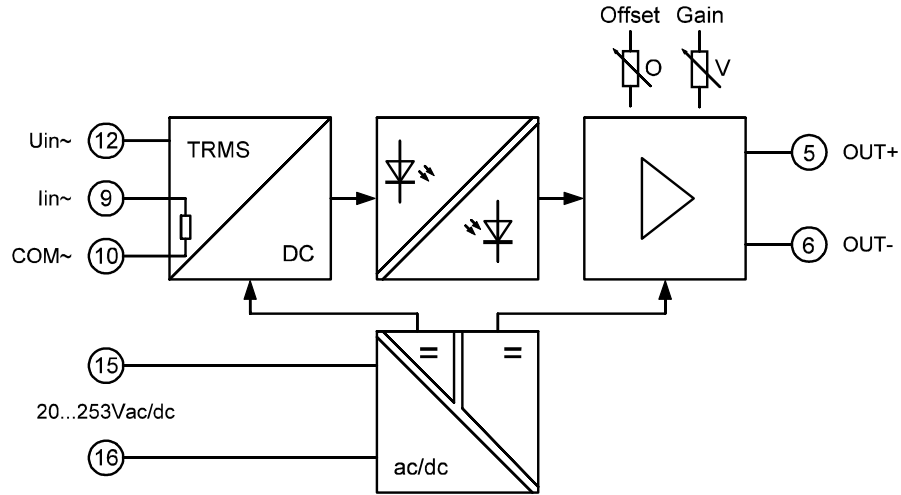 Offset Gain
O V
Uin~ 12
TRMS
5 OUT+
Iin~ 9
COM~ 10
DC
6 OUT-
= =
15
20...253Vac/dc
16
ac/dc